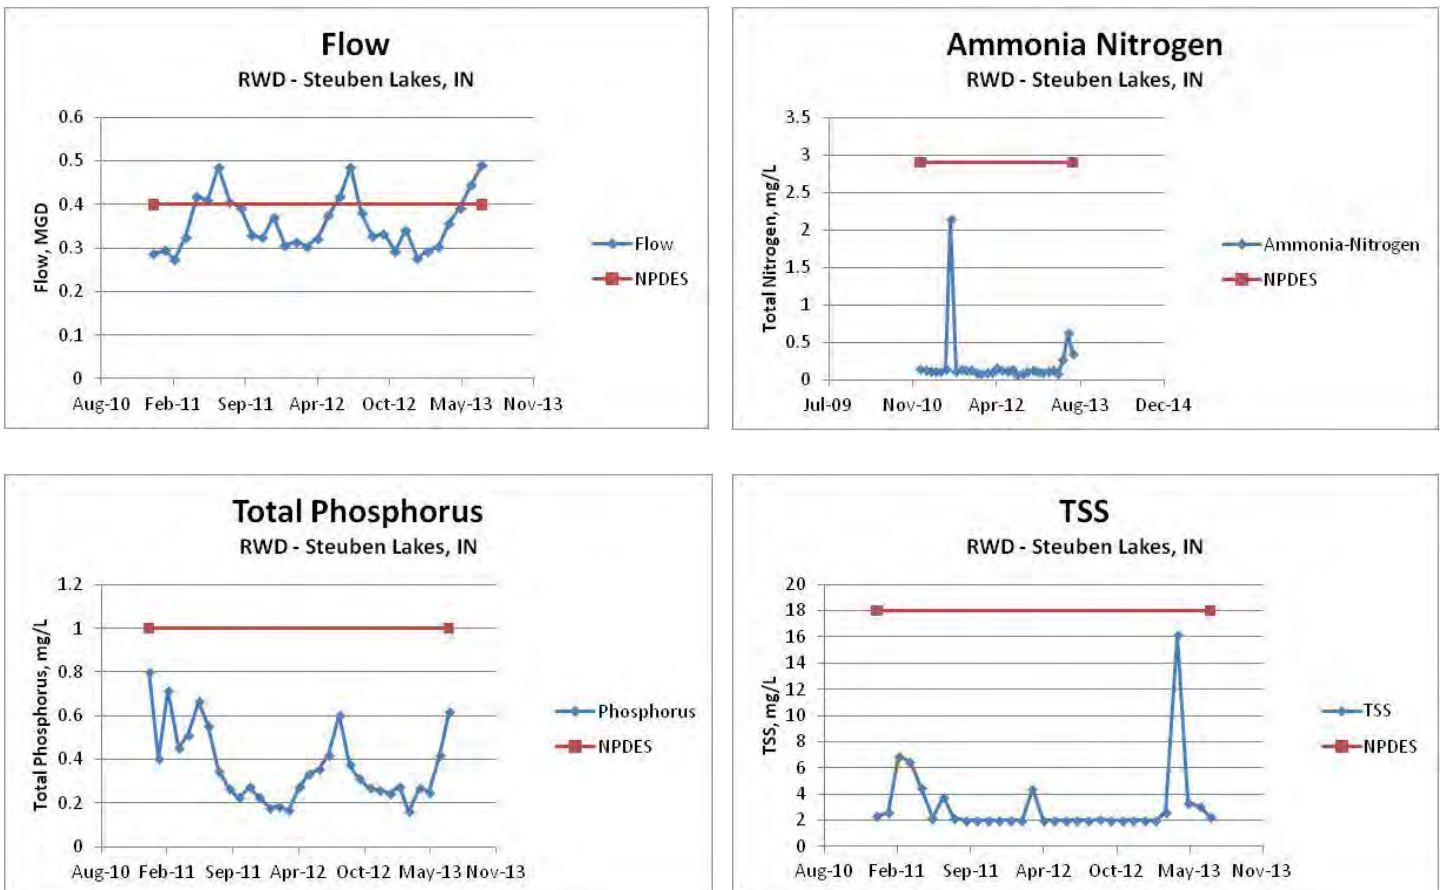 Flow
RWD - Steuben Lakes, IN
Flow, MGD
0.6
0.5
0.4
0.3
0.2
0.1
0
Aug-10 Feb-11 Sep-11 Apr-12 Oct-12 May-13 Nov-13
Flow
NPDES
Ammonia Nitrogen
RWD - Steuben Lakes, IN
Total Nitrogen, mg/L
3.5
3
2.5
2
1.5
1
0.5
0
Jul-09 Nov-10 Apr-12 Aug-13 Dec-14
Ammonia-Nitrogen
NPDES
Total Phosphorus
RWD - Steuben Lakes, IN
Total Phosphorus, mg/L
1.2
1
0.8
0.6
0.4
0.2
0
Aug-10 Feb-11 Sep-11 Apr-12 Oct-12 May-13 Nov-13
Phosphorus
NPDES
TSS
RWD - Steuben Lakes, IN
TSS, mg/L
20
18
16
14
12
10
8
6
4
2
0
Aug-10 Feb-11 Sep-11 Apr-12 Oct-12 May-13 Nov-13
TSS
NPDES